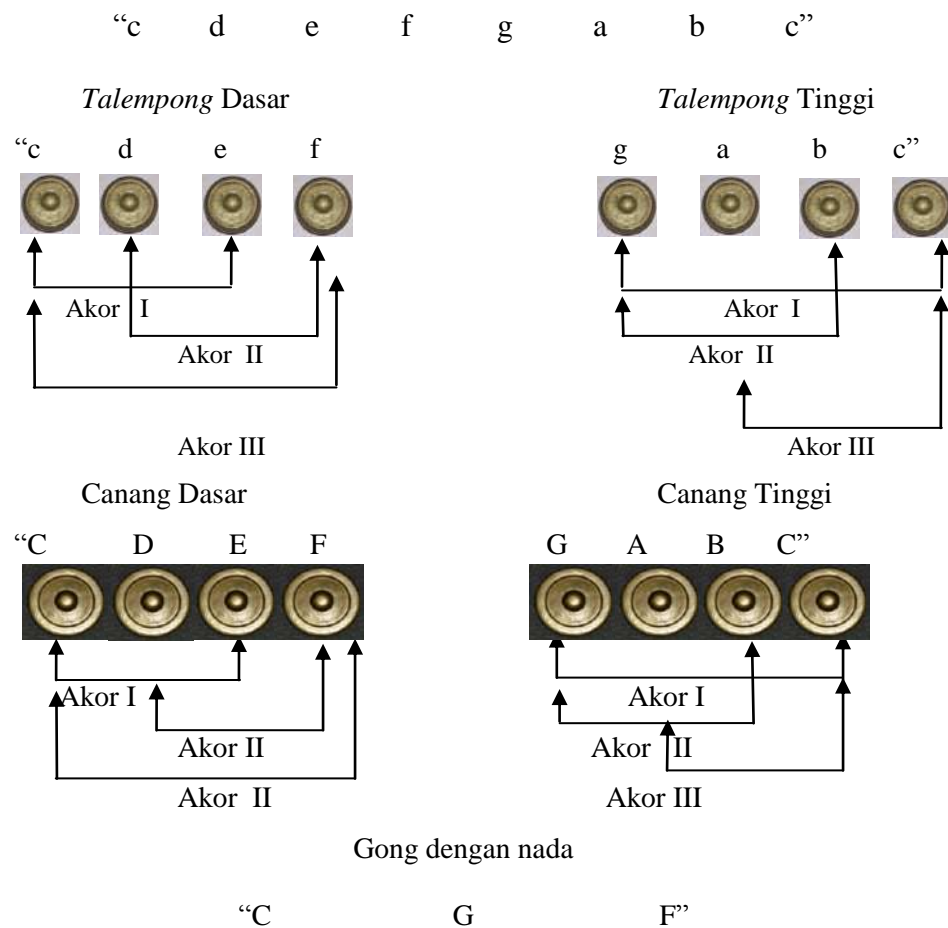 “c d e f g a b c”
Talempong Dasar Talempong Tinggi
“c d e f g a b c”
Akor I Akor I
Akor II Akor II
Akor III Akor III
Canang Dasar Canang Tinggi
“C D E F G A B C”
Akor I Akor I
Akor II Akor II
Akor II Akor III
Gong dengan nada
“C G F”